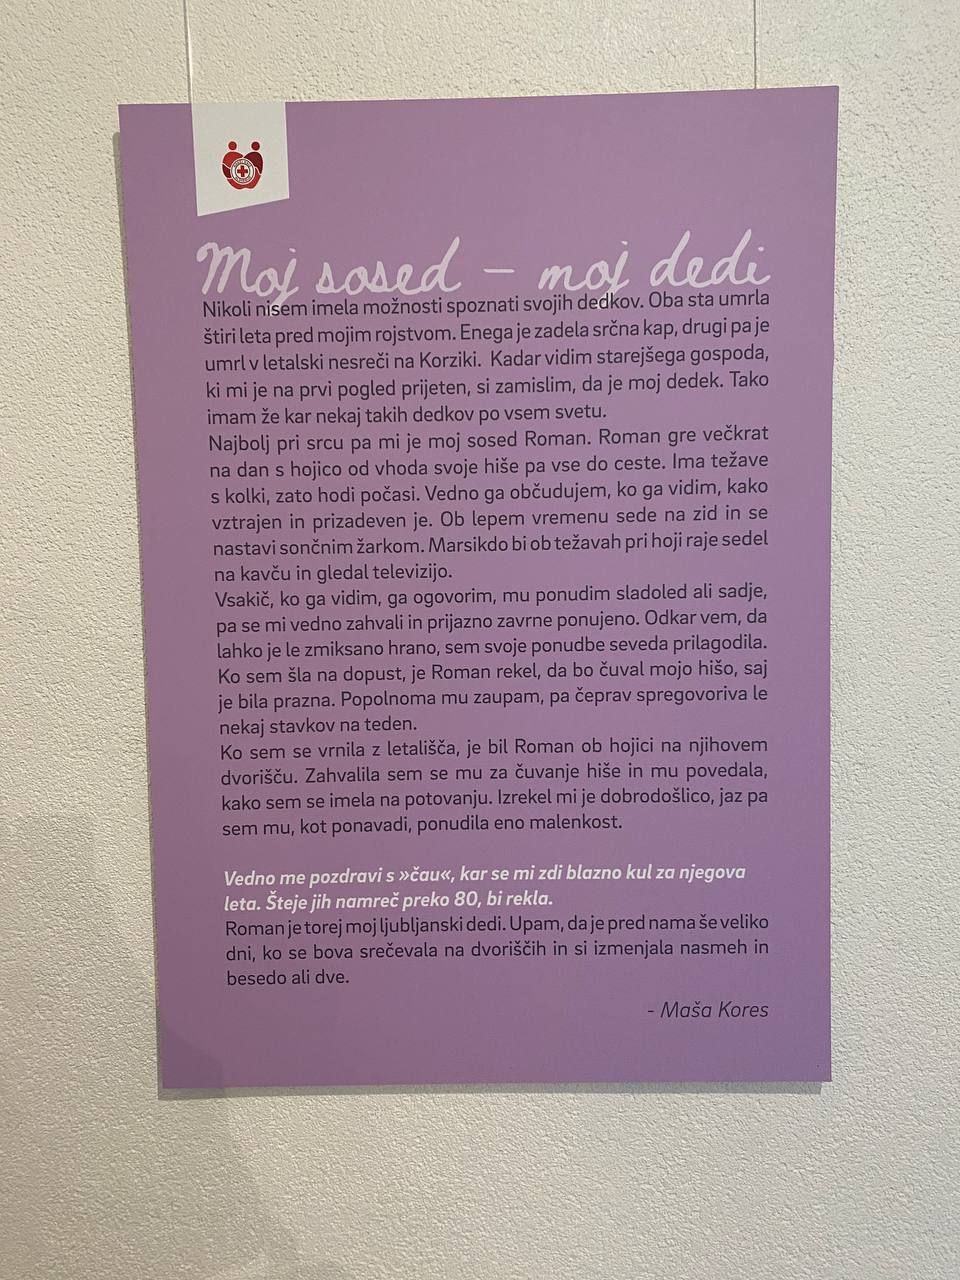 Moj sosed – moj dedi
Nikoli nisem imela možnosti spoznati svojih dedkov. Oba sta umrla
štiri leta pred mojim rojstvom. Enega je zadela srčna kap, drugi pa je
umrl v letalski nesreči na Korziki. Kadar vidim starejšega gospoda,
ki mi je na prvi pogled prijeten, si zamislim, da je moj dedek. Tako
imam že kar nekaj takih dedkov po vsem svetu.
Najbolj pri srcu pa mi je moj sosed Roman. Roman gre večkrat
na dan s hojico od vhoda svoje hiše pa vse do ceste. Ima težave
s kolki, zato hodi počasi. Vedno ga občudujem, ko ga vidim, kako
vztrajen in prizadeven je. Ob lepem vremenu sede na zid in se
nastavi sončnim žarkom. Marsikdo bi ob težavah pri hoji raje sedel
na kavču in gledal televizijo.
Vsakič, ko ga vidim, ga ogovorim, mu ponudim sladoled ali sadje,
pa se mi vedno zahvali in prijazno zavrne ponujeno. Odkar vem, da
lahko je le zmiksano hrano, sem svoje ponudbe seveda prilagodila.
Ko sem šla na dopust, je Roman rekel, da bo čuval mojo hišo, saj
je bila prazna. Popolnoma mu zaupam, pa čeprav spregovoriva le
nekaj stavkov na teden.
Ko sem se vrnila z letališča, je bil Roman ob hojici na njihovem
dvorišču. Zahvalila sem se mu za čuvanje hiše in mu povedala,
kako sem se imela na potovanju. Izrekel mi je dobrodošlico, jaz pa
sem mu, kot ponavadi, ponudila eno malenkost.
Vedno me pozdravi s »čau«, kar se mi zdi blazno kul za njegova
leta. Šteje jih namreč preko 80, bi rekla.
Roman je torej moj ljubljanski dedi. Upam, da je pred nama še veliko
dni, ko se bova srečevala na dvoriščih in si izmenjala nasmeh in
besedo ali dve.
- Maša Kores